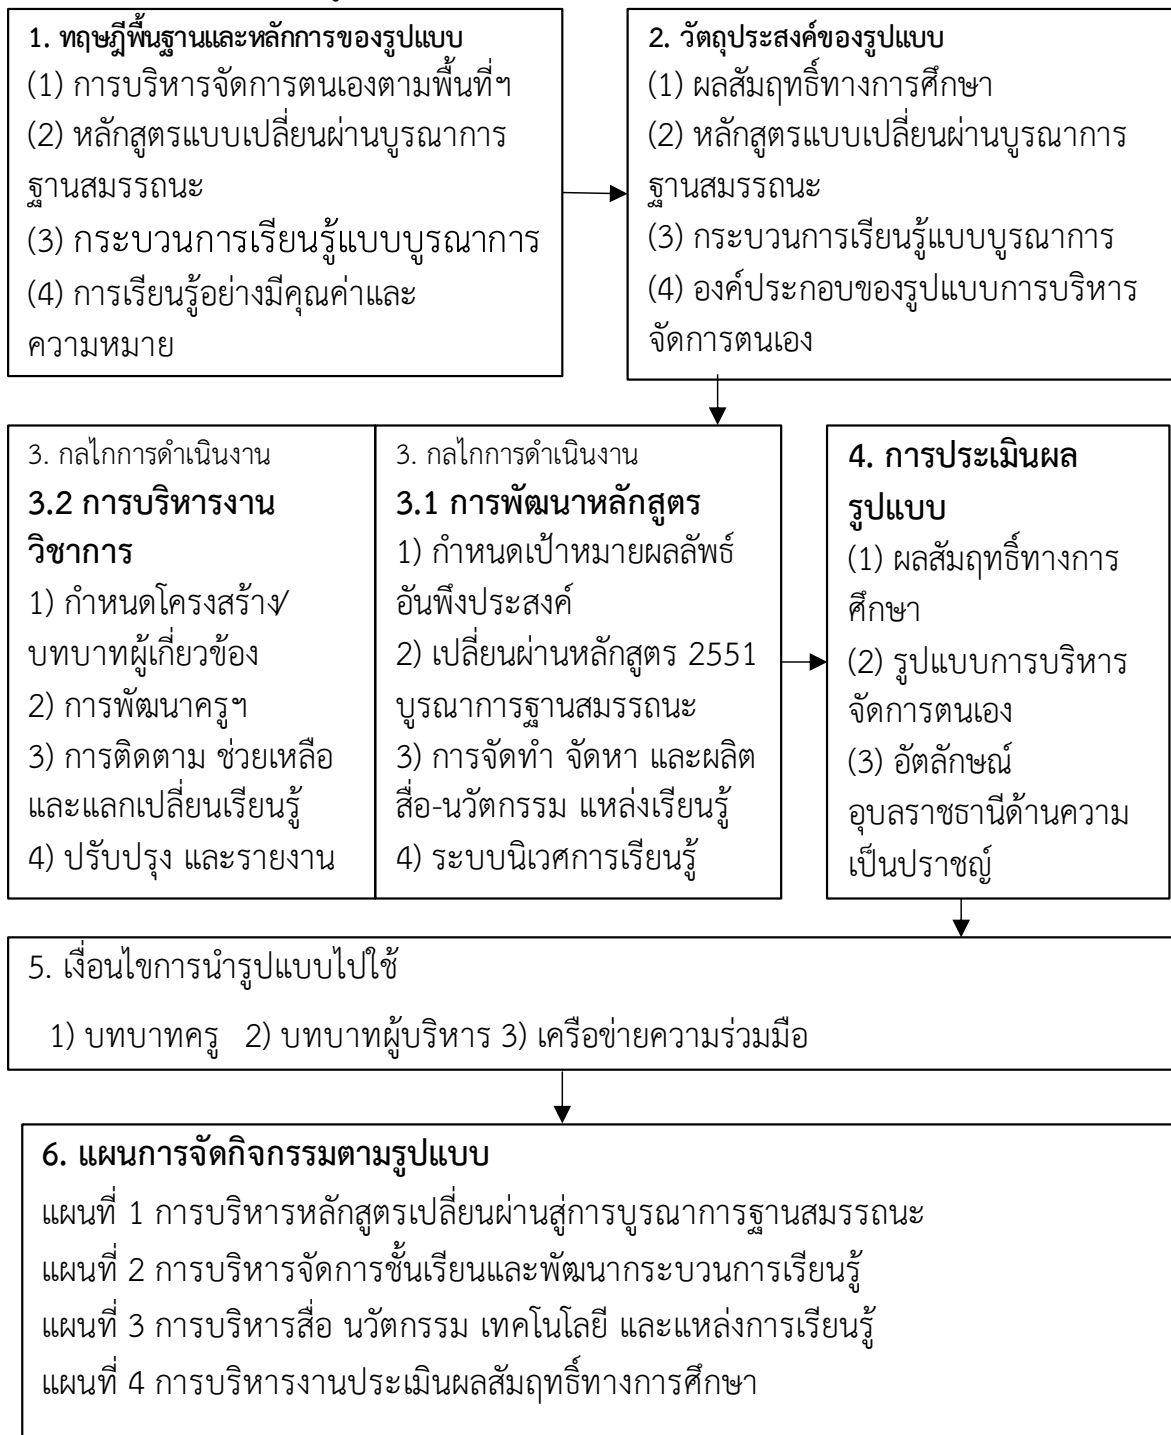 1. ทฤษฎีพื้นฐานและหลักการของรูปแบบ
(1) การบริหารจัดการตนเองตามพื้นที่ฯ
(2) หลักสูตรแบบเปลี่ยนผ่านบูรณาการ
ฐานสมรรถนะ
(3) กระบวนการเรียนรู้แบบบูรณาการ
(4) การเรียนรู้อย่างมีคุณค่าและ
ความหมาย
2. วัตถุประสงค์ของรูปแบบ
(1) ผลสัมฤทธิ์ทางการศึกษา
(2) หลักสูตรแบบเปลี่ยนผ่านบูรณาการ
ฐานสมรรถนะ
(3) กระบวนการเรียนรู้แบบบูรณาการ
(4) องค์ประกอบของรูปแบบการบริหาร
จัดการตนเอง
3. กลไกการดำเนินงาน
3.2 การบริหารงาน
วิชาการ
1) กำหนดโครงสร้าง/
บทบาทผู้เกี่ยวข้อง
2) การพัฒนาครูฯ
3) การติดตาม ช่วยเหลือ
และแลกเปลี่ยนเรียนรู้
4) ปรับปรุง และรายงาน
3. กลไกการดำเนินงาน
3.1 การพัฒนาหลักสูตร
1) กำหนดเป้าหมายผลลัพธ์
อันพึงประสงค์
2) เปลี่ยนผ่านหลักสูตร 2551
บูรณาการฐานสมรรถนะ
3) การจัดทำ จัดหา และผลิต
สื่อ-นวัตกรรม แหล่งเรียนรู้
4) ระบบนิเวศการเรียนรู้
4. การประเมินผล
รูปแบบ
(1) ผลสัมฤทธิ์ทางการ
ศึกษา
(2) รูปแบบการบริหาร
จัดการตนเอง
(3) อัตลักษณ์
อุบลราชธานีด้านความ
เป็นปราชญ์
5. เงื่อนไขการนำรูปแบบไปใช้
1) บทบาทครู 2) บทบาทผู้บริหาร 3) เครือข่ายความร่วมมือ
6. แผนการจัดกิจกรรมตามรูปแบบ
แผนที่ 1 การบริหารหลักสูตรเปลี่ยนผ่านสู่การบูรณาการฐานสมรรถนะ
แผนที่ 2 การบริหารจัดการชั้นเรียนและพัฒนากระบวนการเรียนรู้
แผนที่ 3 การบริหารสื่อ นวัตกรรม เทคโนโลยี และแหล่งการเรียนรู้
แผนที่ 4 การบริหารงานประเมินผลสัมฤทธิ์ทางการศึกษา